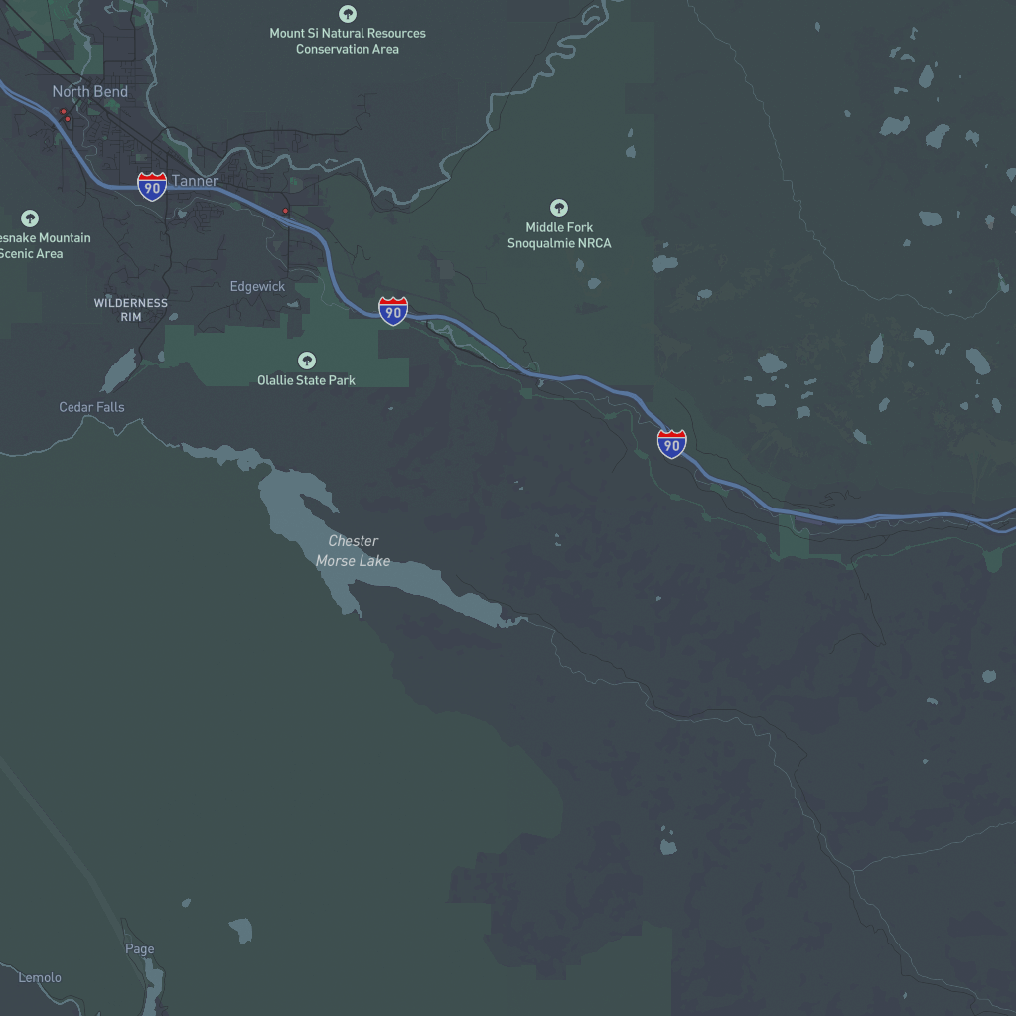 Mount Si Natural Resources
Conservation Area
North Bend
90
Tanner
esnake Mountain
Scenic Area
Middle Fork
Snoqualmie NRCA
Edgewick
WILDERNESS
RIM
90
Olallie State Park
Cedar Falls
90
Chester
Morse Lake
Page
Lemolo